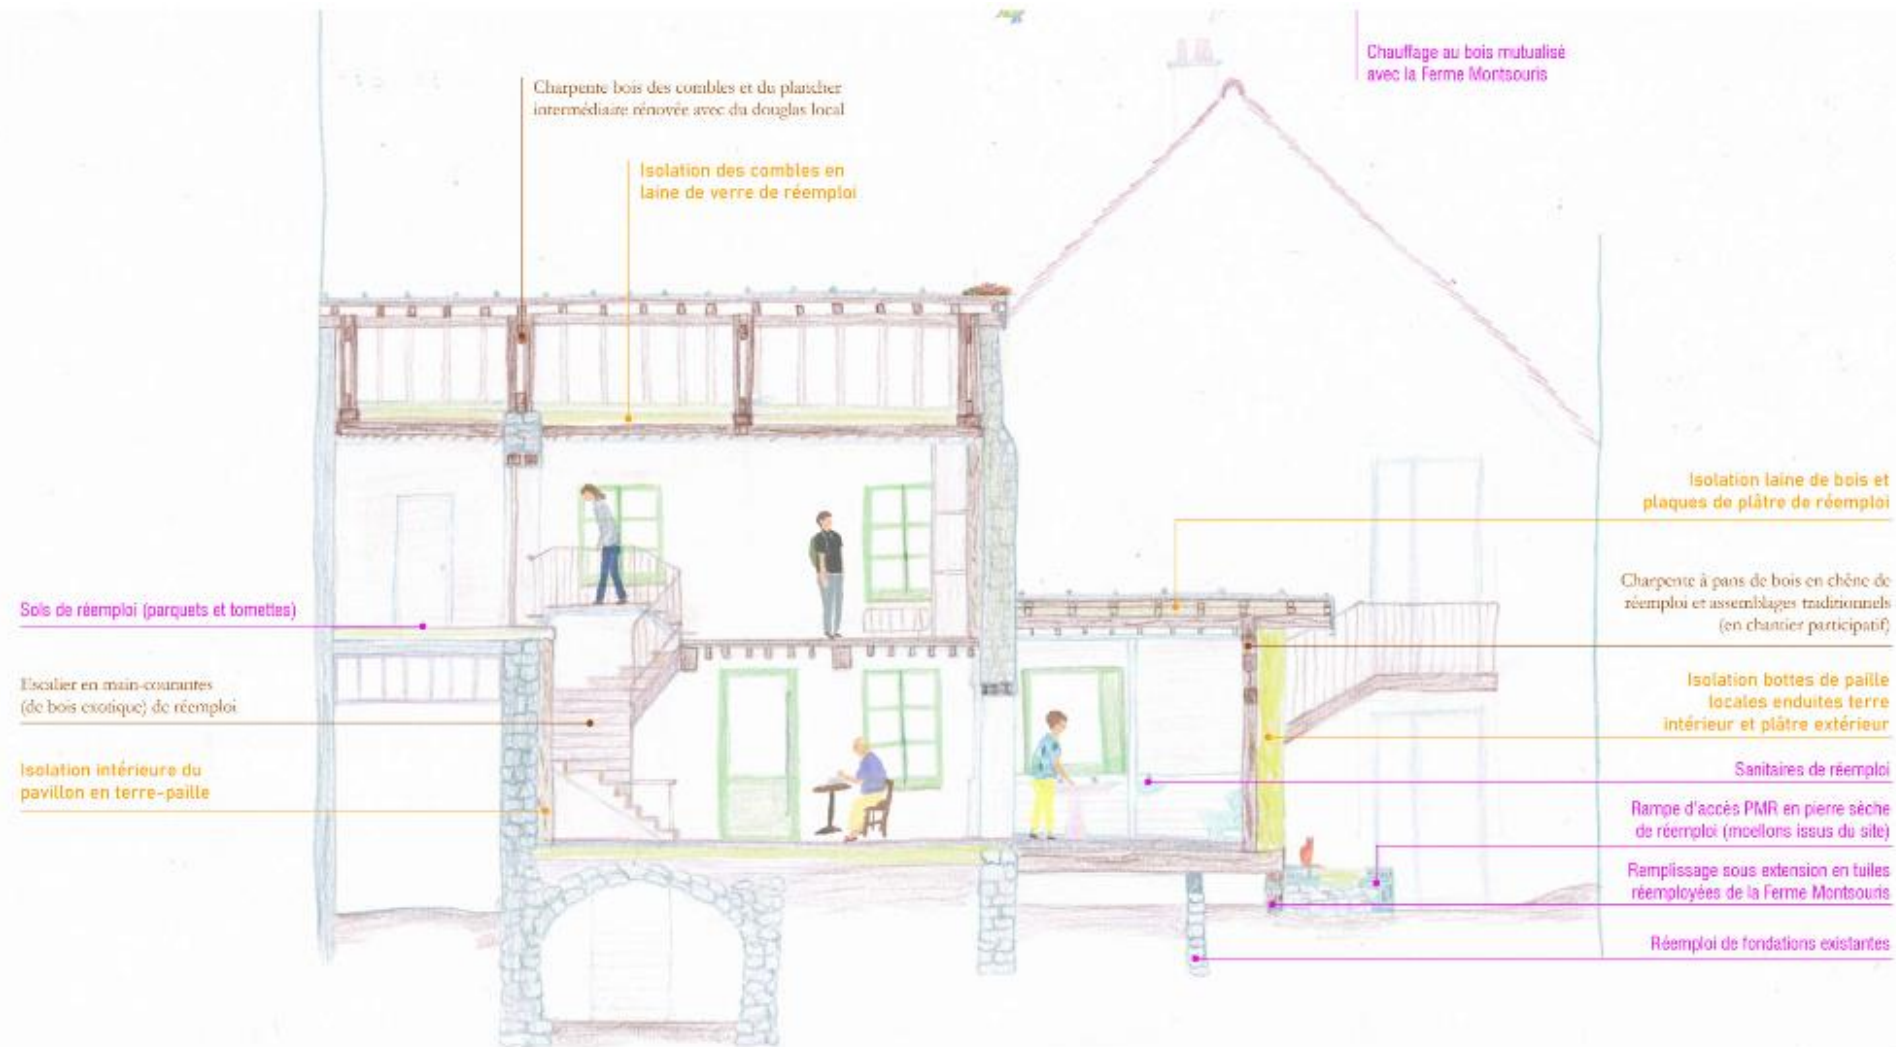 Chauffage au bois mutualisé
avec la Ferme Montsouris
Charpente bois des combles et du plancher
intermédiaire rénovée avec du douglas local
Isolation des combles en
laine de verre de réemploi
Isolation laine de bois et
plaques de plâtre de réemploi
Charpente à pans de bois en chêne de
réemploi et assemblages traditionnels
(en chantier participatif)
Sols de réemploi (parquets et tomettes)
Escalier en main-courantes
(de bois exotique) de réemploi
Isolation bottes de paille
locales enduites terre
intérieur et plâtre extérieur
Isolation intérieure du
pavillon en terre-paille
Sanitaires de réemploi
Rampe d'accès PMR en pierre sèche
de réemploi (moellons issus du site)
Remplissage sous extension en tuiles
réemployées de la Ferme Montsouris
Réemploi de fondations existantes